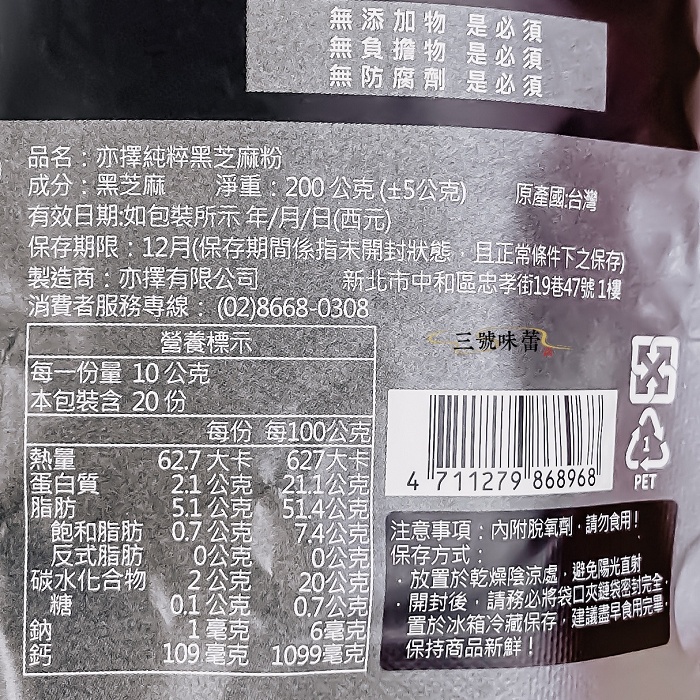 無添加物 是必須
無負擔物 是必須
無防腐劑 是必須
品名：亦擇純粹黑芝麻粉
成分：黑芝麻 淨重：200 公克 (±5公克) 原產國:台灣
有效日期:如包裝所示 年/月/日(西元)
保存期限：12月(保存期間係指未開封狀態，且正常條件下之保存)
製造商：亦擇有限公司 新北市中和區忠孝街19巷47號 1樓
消費者服務專線： (02)8668-0308
營養標示
每一份量 10 公克
本包裝含 20 份
每份 每100公克
熱量 62.7 大卡 627大卡
蛋白質 2.1 公克 21.1公克
脂肪 5.1 公克 51.4公克
飽和脂肪 0.7 公克 7.4公克
反式脂肪 0公克 0公克
碳水化合物 2 公克 20公克
糖 0.1 公克 0.7公克
鈉 1 毫克 6毫克
鈣 109 毫克 1099毫克
三號味蕾
4 711279 868968
1
PET
注意事項：內附脫氧劑，請勿食用！
保存方式：
．放置於乾燥陰涼處，避免陽光直射
．開封後，請務必將袋口夾鏈袋密封完全，
置於冰箱冷藏保存，建議盡早食用完畢，
保持商品新鮮！